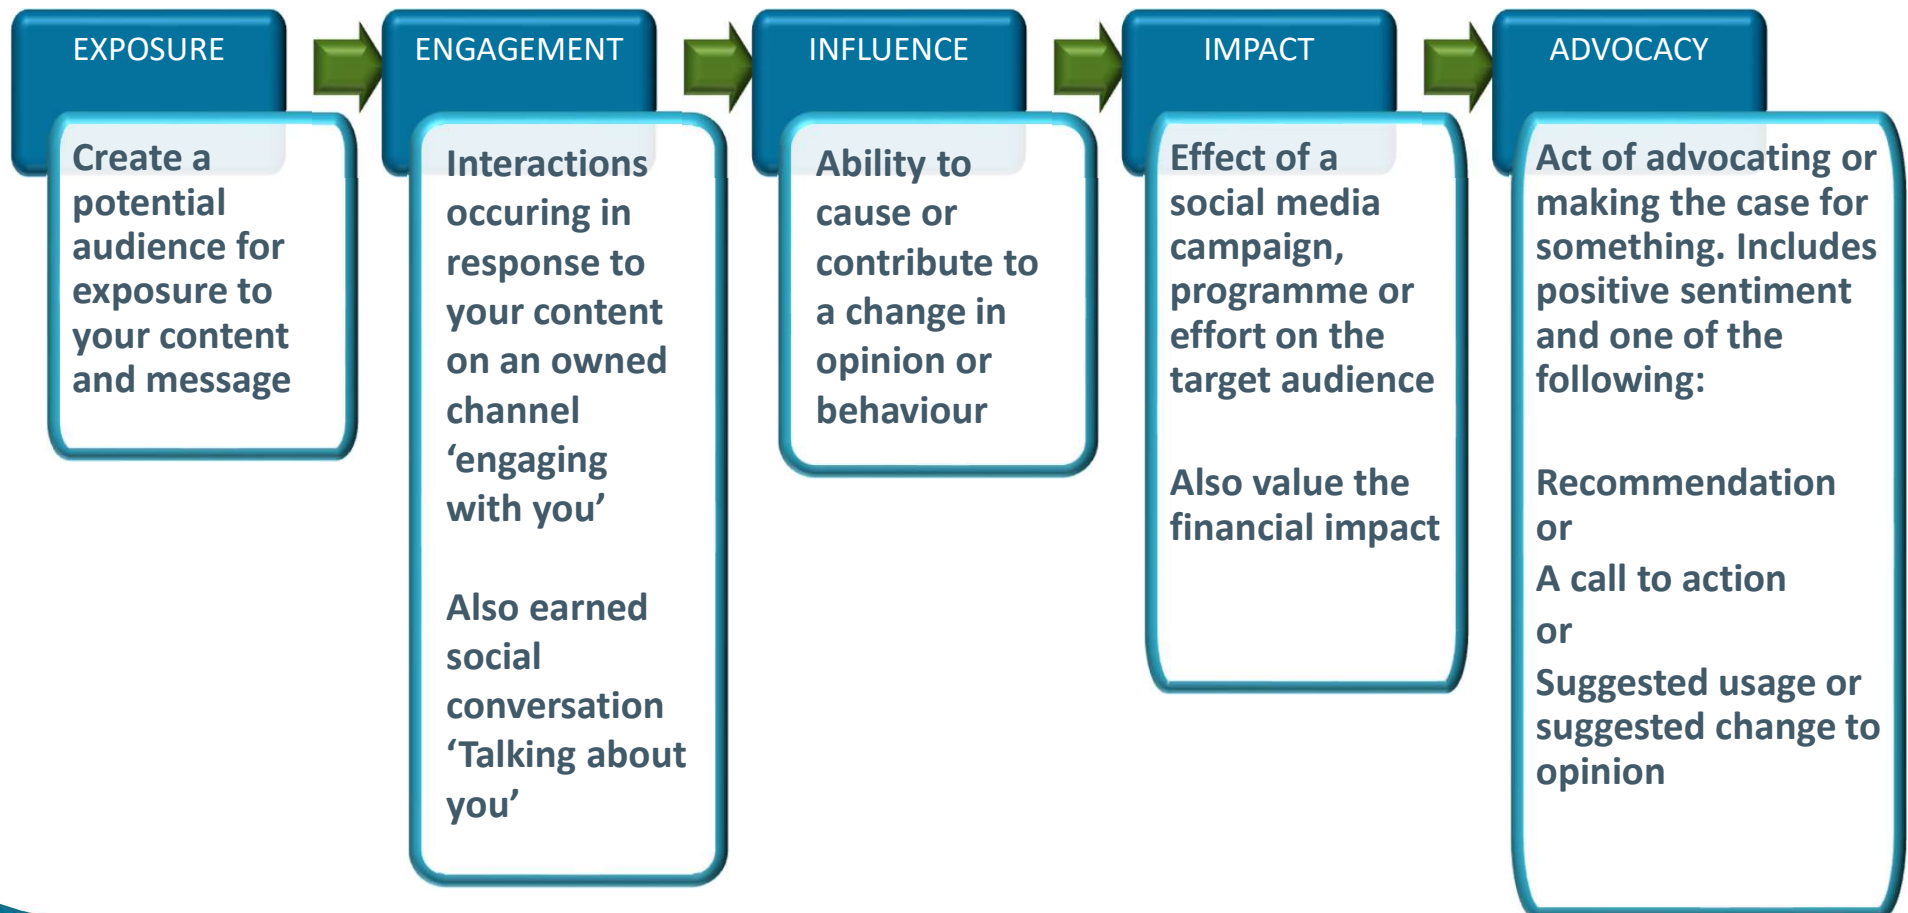 EXPOSURE
Create a
potential
audience for
exposure to
your content
and message
ENGAGEMENT
Interactions
occuring in
response to
your content
on an owned
channel
‘engaging
with you’
Also earned
social
conversation
‘Talking about
you’
INFLUENCE
Ability to
cause or
contribute to
a change in
opinion or
behaviour
IMPACT
Effect of a
social media
campaign,
programme or
effort on the
target audience
Also value the
financial impact
ADVOCACY
Act of advocating or
making the case for
something. Includes
positive sentiment
and one of the
following:
Recommendation
or
A call to action
or
Suggested usage or
suggested change to
opinion